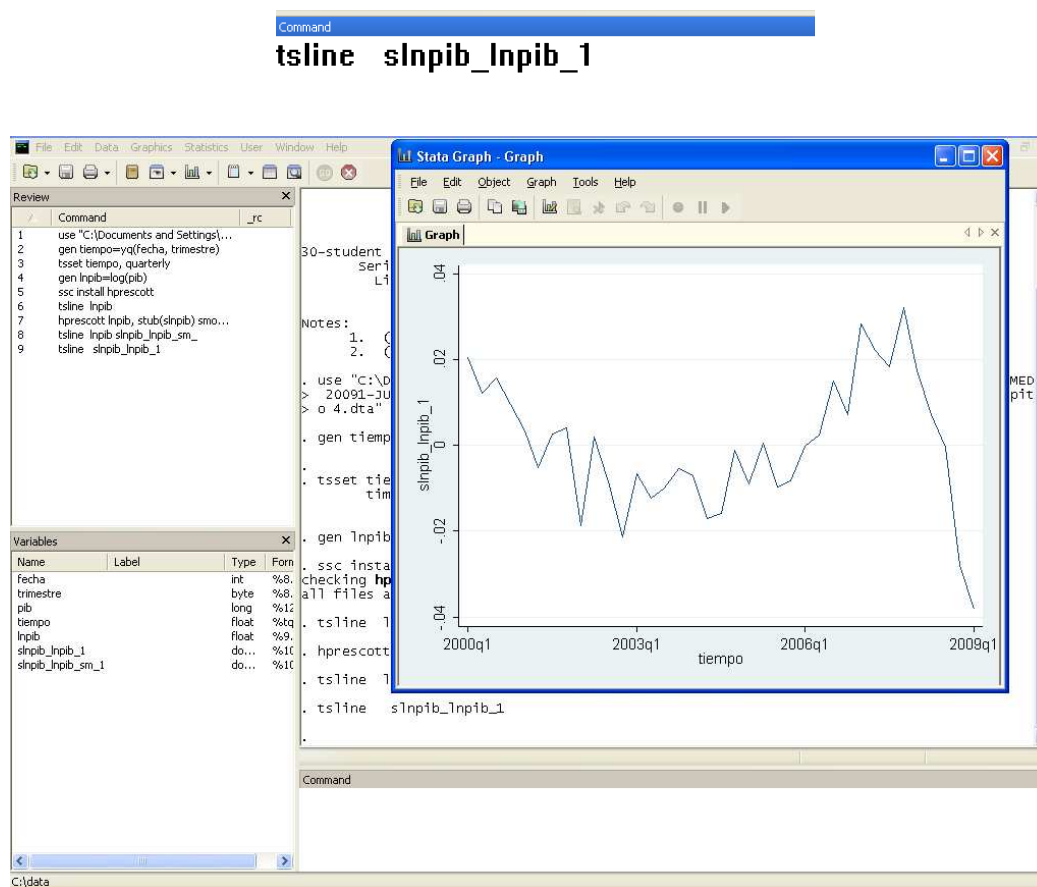 Command
tsline slnpib_lnpib_1
File Edit Data Graphics Statistics User Window Help
Review
Command _rc
1 use "C:\Documents and Settings\...
2 gen tiempo=yq(fecha, trimestre)
3 tsset tiempo, quarterly
4 gen lnpib=log(pib)
5 ssc install hprescott
6 tsline lnpib
7 hprescott lnpib, stub(slnpib) smo...
8 tsline lnpib slnpib_lnpib_sm_
9 tsline slnpib_lnpib_1
Variables
Name Label Type Forn
fecha int %8.
trimestre byte %8.
pib long %12
tiempo float %tq
lnpib float %9.
slnpib_lnpib_1 do... %10
slnpib_lnpib_sm_1 do... %10
30-student
Seri
Li
Notes:
1. (
2. (
. use "C:\D MED
> 20091-JU pit
> o 4.dta"
. gen tiemp
.
. tsset tie
tim
. gen lnpib
. ssc insta
checking hp
all files a
. tsline l
. hprescott
. tsline l
. tsline slnpib_lnpib_1
.
Stata Graph - Graph
File Edit Object Graph Tools Help
Graph
.04
.02
0
-.02
-.04
slnpib_lnpib_1
2000q1 2003q1 2006q1 2009q1
tiempo
Command
C:\data